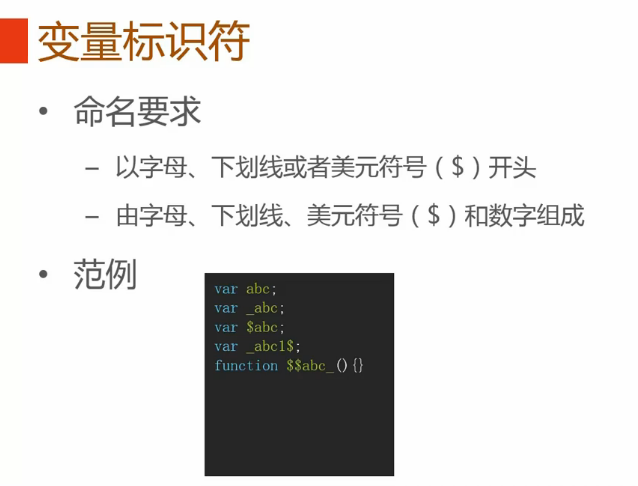 变量标识符
• 命名要求
– 以字母、下划线或者美元符号（$）开头
– 由字母、下划线、美元符号（$）和数字组成
• 范例
var abc;
var _abc;
var $abc;
var _abc1$;
function $$abc_(){}